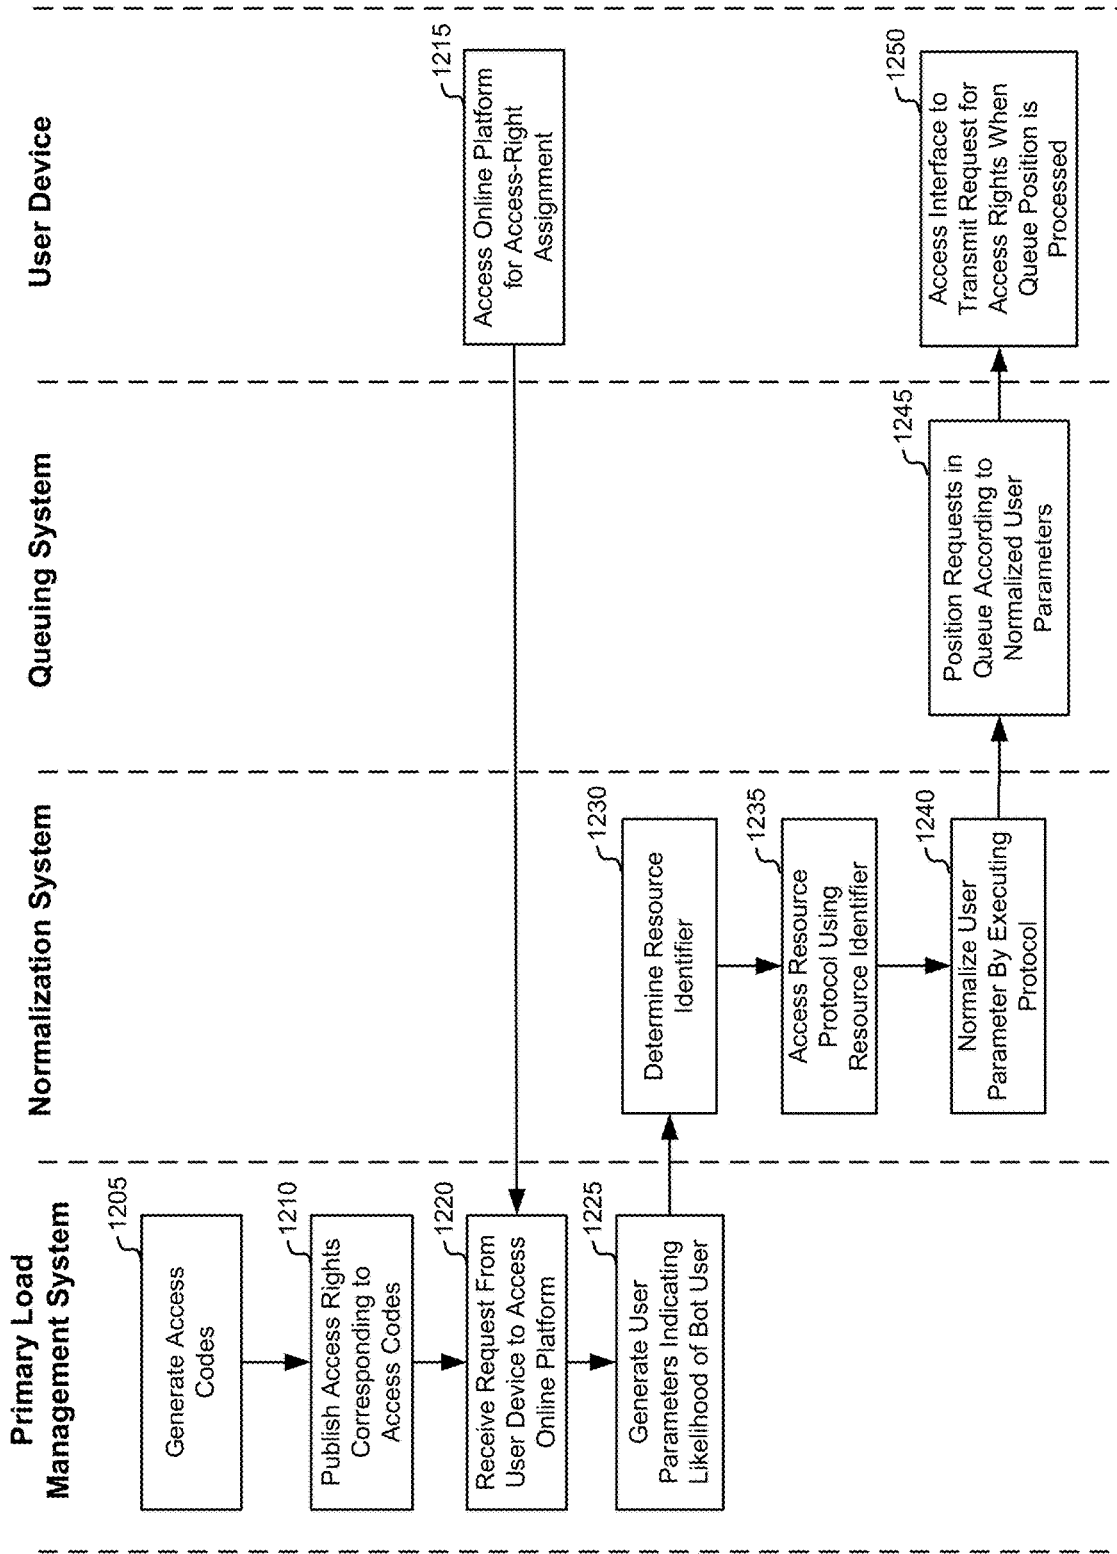 Primary Load
Management System
Normalization System
Queuing System
User Device
1205
Generate Access
Codes
1210
Publish Access Rights
Corresponding to
Access Codes
1215
Access Online Platform
for Access-Right
Assignment
1220
Receive Request From
User Device to Access
Online Platform
1225
Generate User
Parameters Indicating
Likelihood of Bot User
1230
Determine Resource
Identifier
1235
Access Resource
Protocol Using
Resource Identifier
1240
Normalize User
Parameter By Executing
Protocol
1245
Position Requests in
Queue According to
Normalized User
Parameters
1250
Access Interface to
Transmit Request for
Access Rights When
Queue Position is
Processed